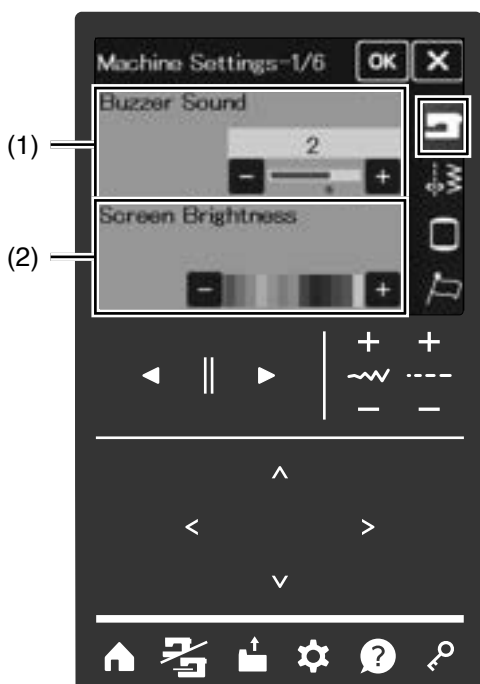 Machine Settings-1/6 OK X
Buzzer Sound
(1)
2
- +
(2)
Screen Brightness
- +
+ +
- -
?